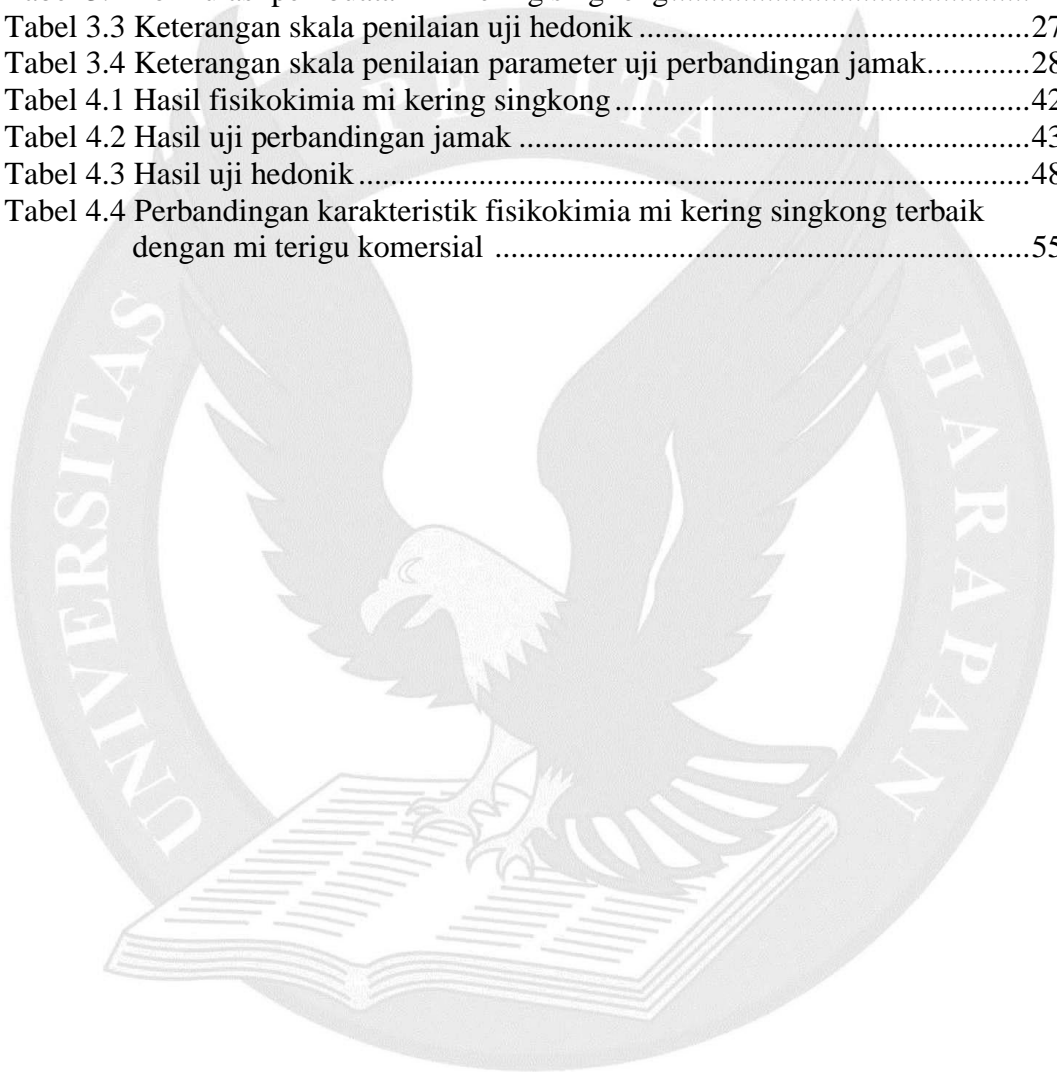 Tabel 3.3 Keterangan skala penilaian uji hedonik ..................................................27
Tabel 3.4 Keterangan skala penilaian parameter uji perbandingan jamak................28
Tabel 4.1 Hasil fisikokimia mi kering singkong .....................................................42
Tabel 4.2 Hasil uji perbandingan jamak .................................................................43
Tabel 4.3 Hasil uji hedonik .....................................................................................48
Tabel 4.4 Perbandingan karakteristik fisikokimia mi kering singkong terbaik
dengan mi terigu komersial ....................................................................55
UNIVERSITAS PELITA HARAPAN